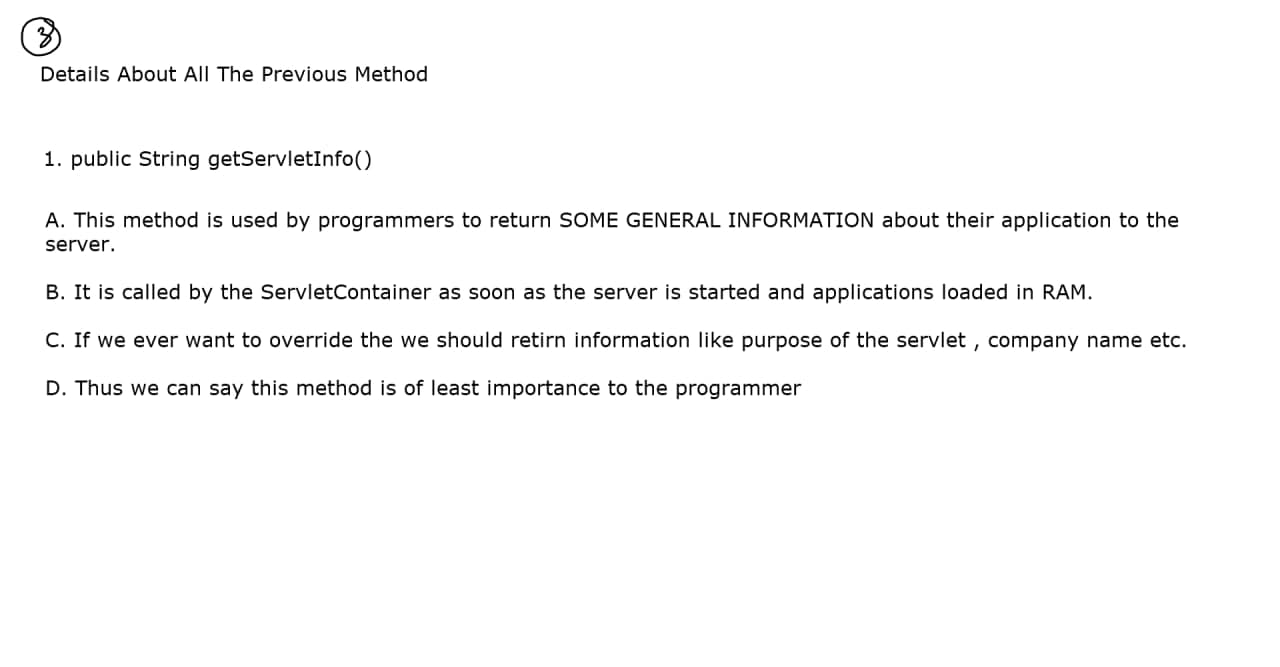 3
Details About All The Previous Method
1. public String getServletInfo()
A. This method is used by programmers to return SOME GENERAL INFORMATION about their application to the
server.
B. It is called by the ServletContainer as soon as the server is started and applications loaded in RAM.
C. If we ever want to override the we should retirn information like purpose of the servlet , company name etc.
D. Thus we can say this method is of least importance to the programmer